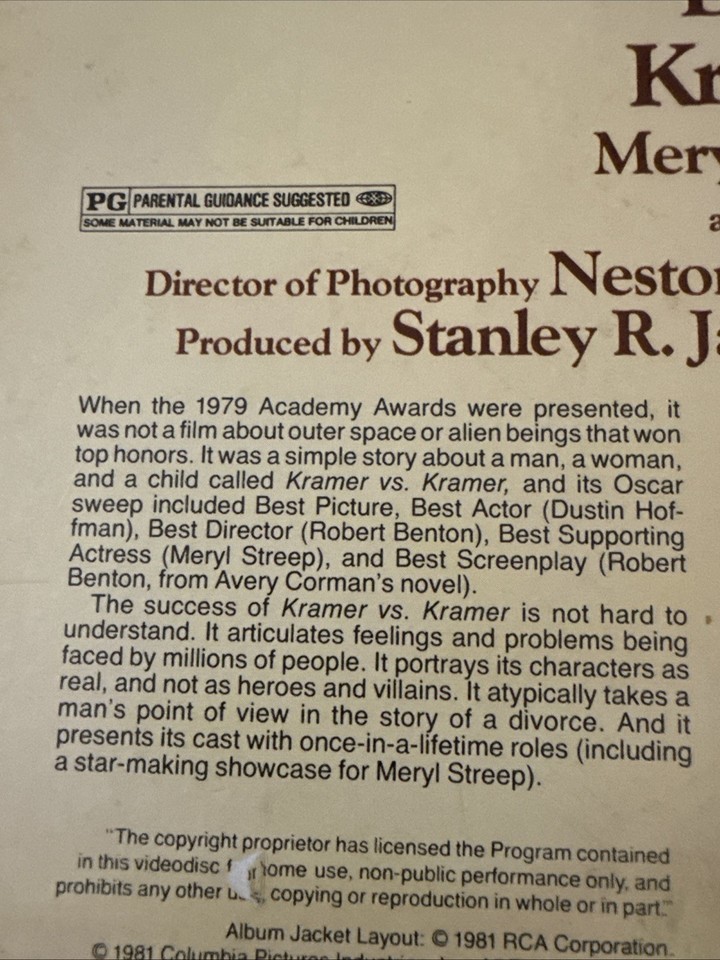 Kr
Mery
PG PARENTAL GUIDANCE SUGGESTED
SOME MATERIAL MAY NOT BE SUITABLE FOR CHILDREN
a
Director of Photography Nesto
Produced by Stanley R. Ja
When the 1979 Academy Awards were presented, it
was not a film about outer space or alien beings that won
top honors. It was a simple story about a man, a woman,
and a child called Kramer vs. Kramer, and its Oscar
sweep included Best Picture, Best Actor (Dustin Hof-
fman), Best Director (Robert Benton), Best Supporting
Actress (Meryl Streep), and Best Screenplay (Robert
Benton, from Avery Corman's novel).
The success of Kramer vs. Kramer is not hard to
understand. It articulates feelings and problems being
faced by millions of people. It portrays its characters as
real, and not as heroes and villains. It atypically takes a
man's point of view in the story of a divorce. And it
presents its cast with once-in-a-lifetime roles (including
a star-making showcase for Meryl Streep).
"The copyright proprietor has licensed the Program contained
in this videodisc home use, non-public performance only, and
prohibits any other copying or reproduction in whole or in part."
Album Jacket Layout: © 1981 RCA Corporation.
© 1981 Columbia Pictures